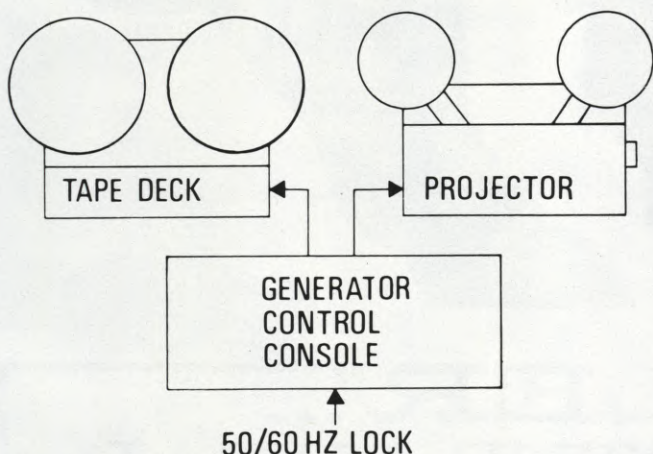 TAPE DECK
PROJECTOR
GENERATOR
CONTROL
CONSOLE
50/60 HZ LOCK